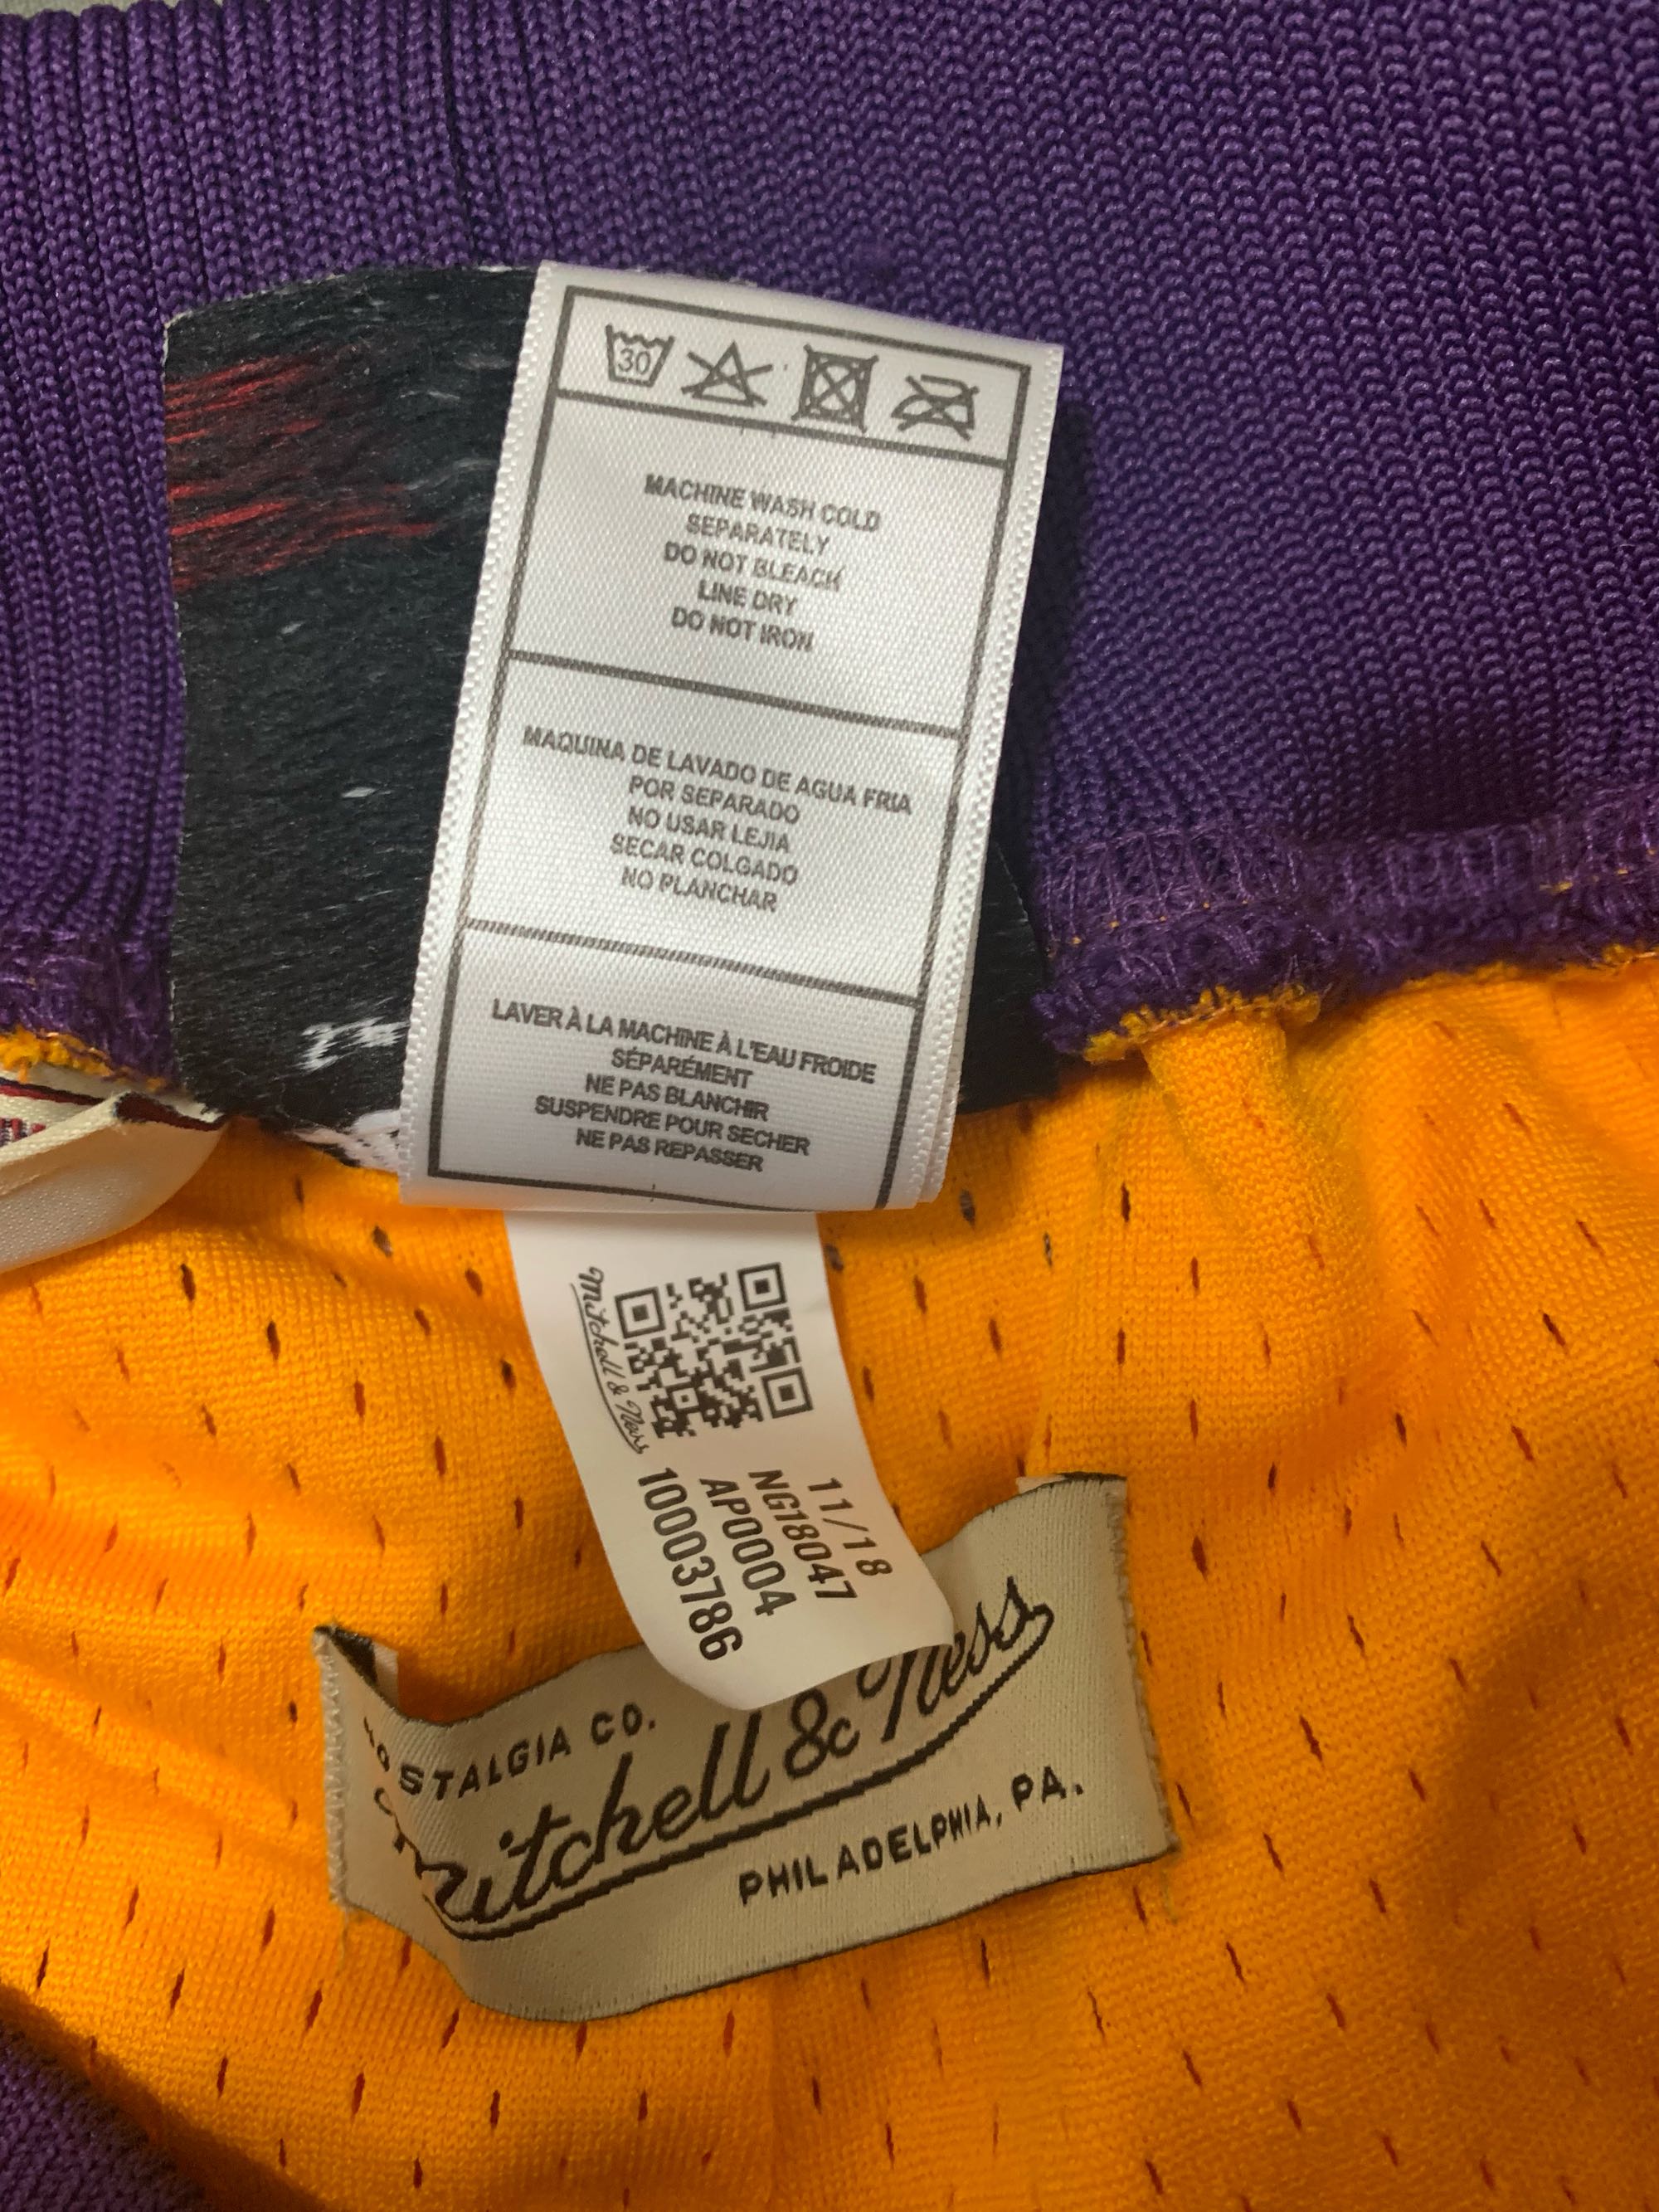 30
MACHINE WASH COLD
SEPARATELY
DO NOT BLEACH
LINE DRY
DO NOT IRON
MAQUINA DE LAVADO DE AGUA FRIA
POR SEPARADO
NO USAR LEJIA
SECAR COLGADO
NO PLANCHAR
LAVER À LA MACHINE À L'EAU FROIDE
SÉPARÉMENT
NE PAS BLANCHIR
SUSPENDRE POUR SECHER
NE PAS REPASSER
Mitchell & Ness
11/18
NG18047
AP0004
10003786
NOSTALGIA CO.
Mitchell & Ness
PHILADELPHIA, PA.